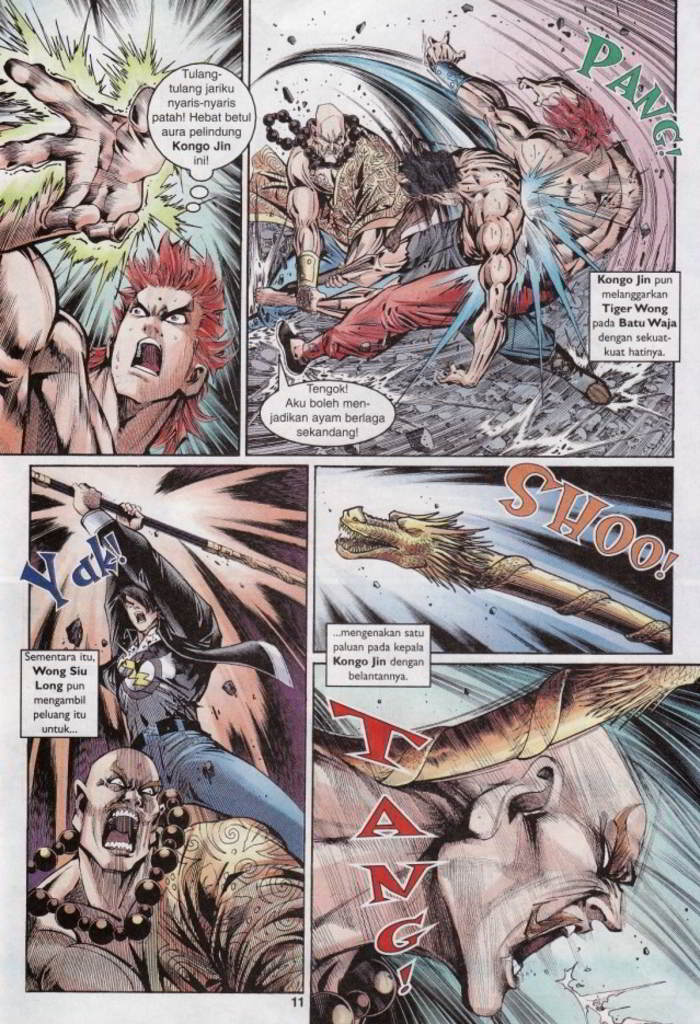 Tulang-
tulang jariku
nyaris-nyaris
patah! Hebat betul
aura pelindung
Kongo Jin
ini!
PANG!
Kongo Jin pun
melanggarkan
Tiger Wong
pada Batu Waja
dengan sekuat-
kuat hatinya.
Tengok!
Aku boleh men-
jadikan ayam berlaga
sekandang!
Yak!
Sementara itu,
Wong Siu
Long pun
mengambil
peluang itu
untuk...
SHOO!
...mengenakan satu
paluan pada kepala
Kongo Jin dengan
belantannya.
TANG!
11